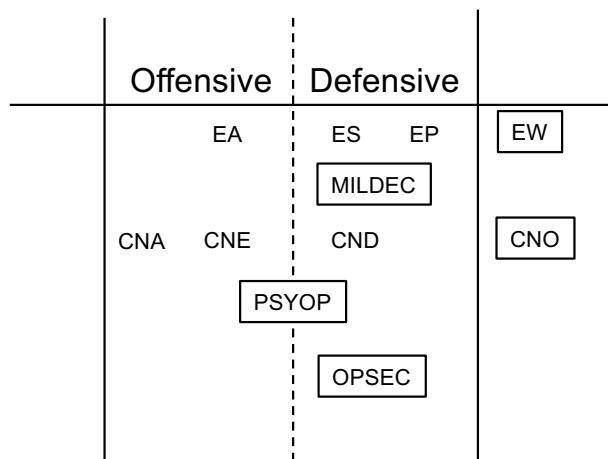 Offensive Defensive
EA ES EP EW
MILDEC
CNA CNE CND CNO
PSYOP
OPSEC